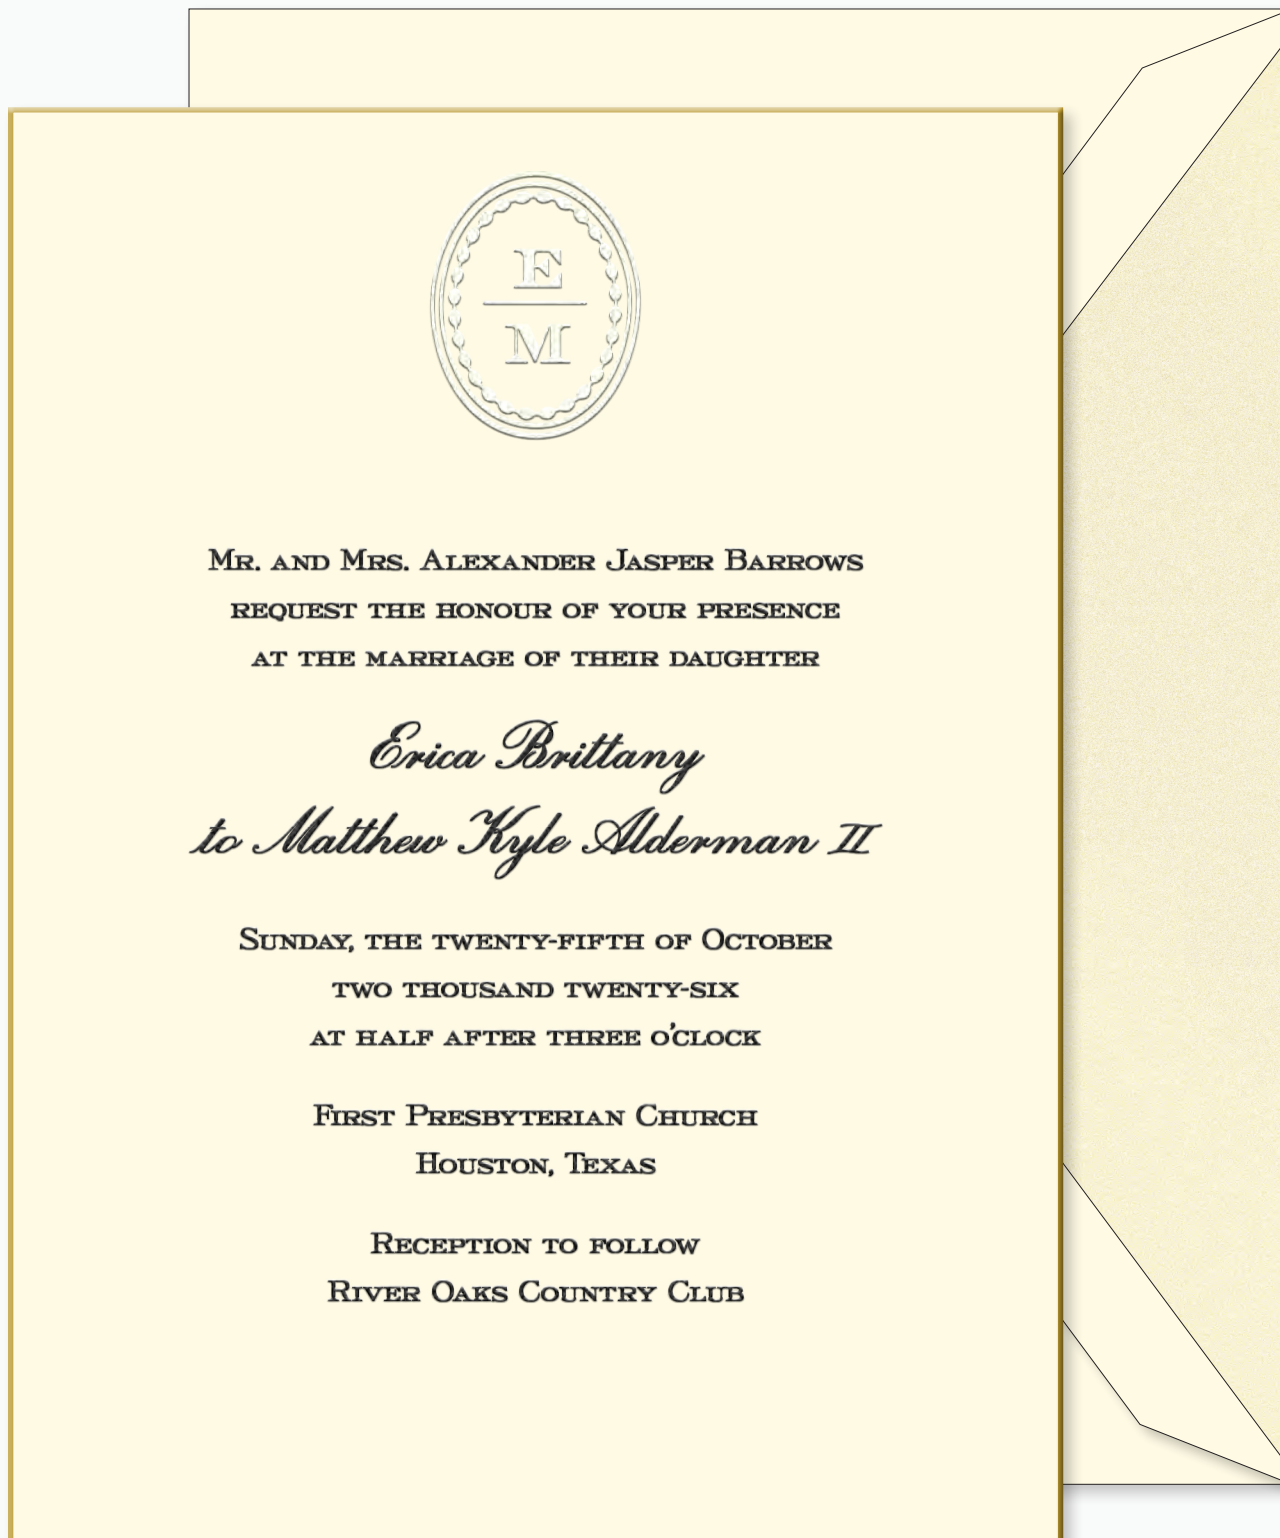 E
M
Mr. and Mrs. Alexander Jasper Barrows
request the honour of your presence
at the marriage of their daughter
Erica Brittany
to Matthew Kyle Alderman II
Sunday, the twenty-fifth of October
two thousand twenty-six
at half after three o'clock
First Presbyterian Church
Houston, Texas
Reception to follow
River Oaks Country Club